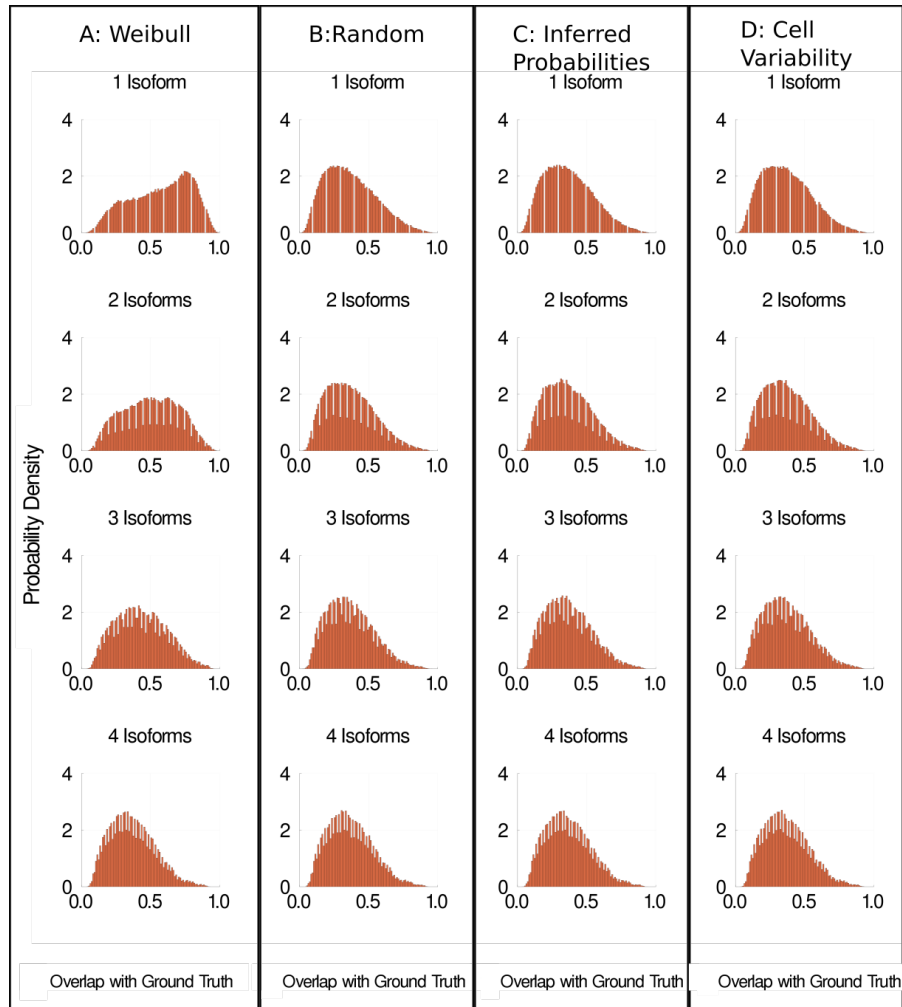 A: Weibull
B:Random
C: Inferred
Probabilities
D: Cell
Variability
1 Isoform
1 Isoform
1 Isoform
1 Isoform
4
2
0
0.0 0.5 1.0
4
2
0
0.0 0.5 1.0
4
2
0
0.0 0.5 1.0
4
2
0
0.0 0.5 1.0
2 Isoforms
2 Isoforms
2 Isoforms
2 Isoforms
4
2
0
0.0 0.5 1.0
4
2
0
0.0 0.5 1.0
4
2
0
0.0 0.5 1.0
4
2
0
0.0 0.5 1.0
Probability Density
3 Isoforms
3 Isoforms
3 Isoforms
3 Isoforms
4
2
0
0.0 0.5 1.0
4
2
0
0.0 0.5 1.0
4
2
0
0.0 0.5 1.0
4
2
0
0.0 0.5 1.0
4 Isoforms
4 Isoforms
4 Isoforms
4 Isoforms
4
2
0
0.0 0.5 1.0
4
2
0
0.0 0.5 1.0
4
2
0
0.0 0.5 1.0
4
2
0
0.0 0.5 1.0
Overlap with Ground Truth
Overlap with Ground Truth
Overlap with Ground Truth
Overlap with Ground Truth